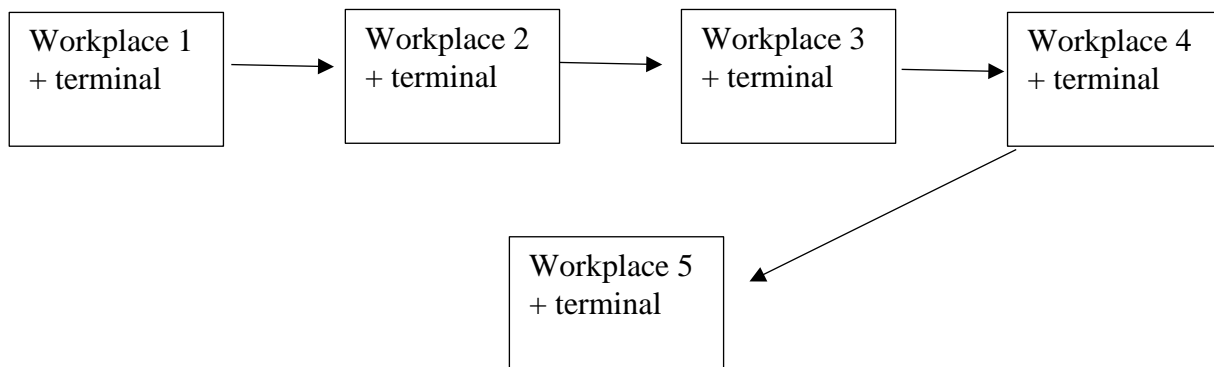 Workplace 1
+ terminal
Workplace 2
+ terminal
Workplace 3
+ terminal
Workplace 4
+ terminal
Workplace 5
+ terminal